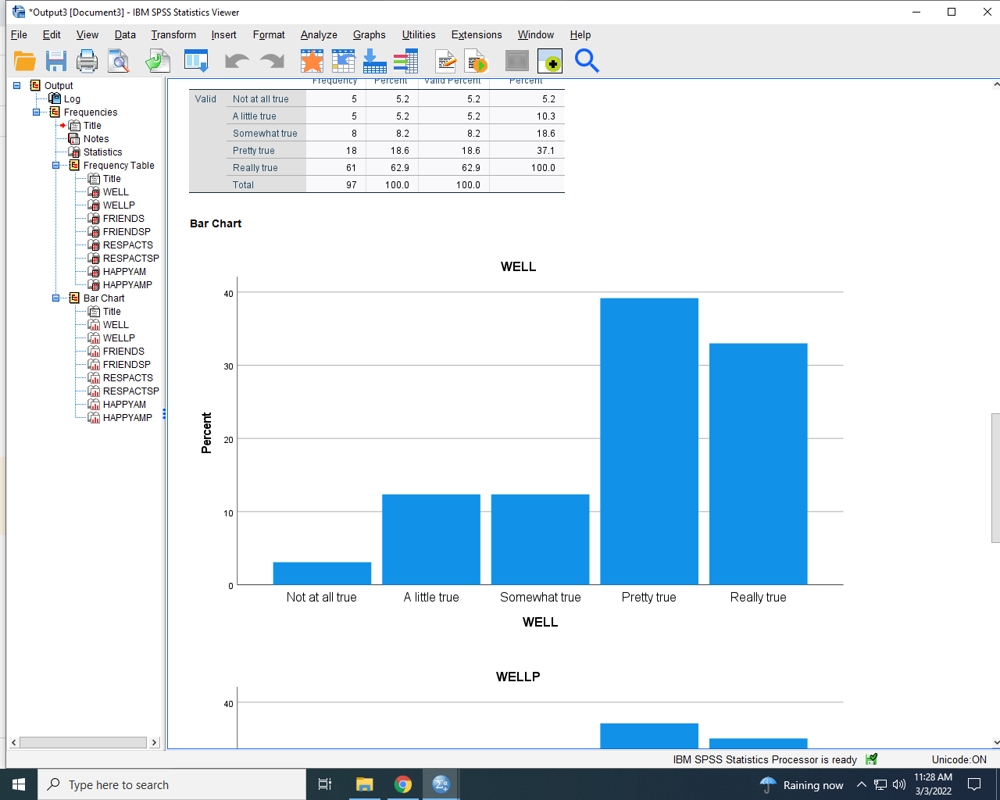 *Output3 [Document3] - IBM SPSS Statistics Viewer
File Edit View Data Transform Insert Format Analyze Graphs Utilities Extensions Window Help
Output
Log
Frequencies
Title
Notes
Statistics
Frequency Table
Title
WELL
WELLP
FRIENDS
FRIENDSP
RESPACTS
RESPACTSP
HAPPYAM
HAPPYAMP
Bar Chart
Title
WELL
WELLP
FRIENDS
FRIENDSP
RESPACTS
RESPACTSP
HAPPYAM
HAPPYAMP
Frequency Percent Valid Percent Percent
Valid Not at all true 5 5.2 5.2 5.2
A little true 5 5.2 5.2 10.3
Somewhat true 8 8.2 8.2 18.6
Pretty true 18 18.6 18.6 37.1
Really true 61 62.9 62.9 100.0
Total 97 100.0 100.0
Bar Chart
WELL
40
30
20
10
0
Percent
Not at all true A little true Somewhat true Pretty true Really true
WELL
WELLP
40
IBM SPSS Statistics Processor is ready Unicode:ON
Type here to search
Raining now
11:28 AM
3/3/2022